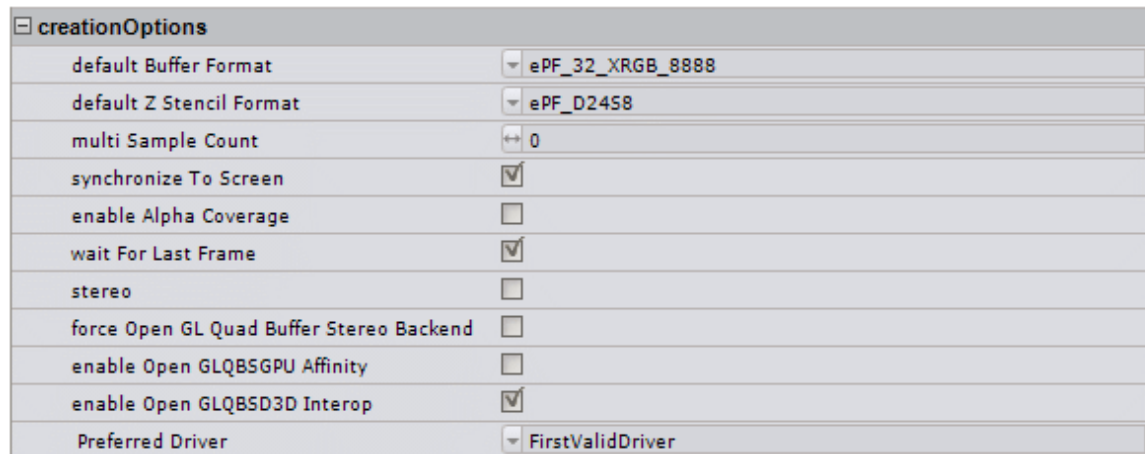 creationOptions
default Buffer Format ePF_32_XRGB_8888
default Z Stencil Format ePF_D24S8
multi Sample Count 0
synchronize To Screen
enable Alpha Coverage
wait For Last Frame
stereo
force Open GL Quad Buffer Stereo Backend
enable Open GLQBSGPU Affinity
enable Open GLQBSD3D Interop
Preferred Driver FirstValidDriver